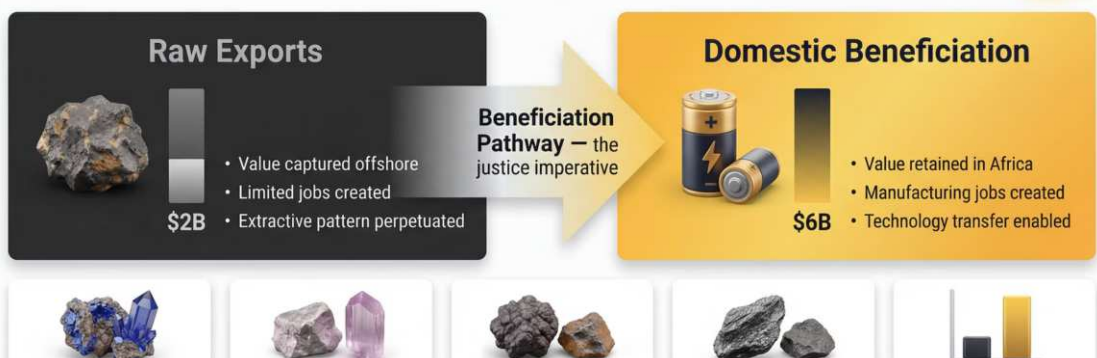 Raw Exports
$2B
• Value captured offshore
• Limited jobs created
• Extractive pattern perpetuated
Beneficiation
Pathway — the
justice imperative
Domestic Beneficiation
+
$6B
• Value retained in Africa
• Manufacturing jobs created
• Technology transfer enabled